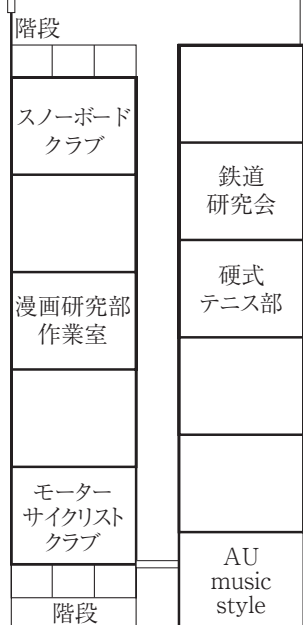 階段
スノーボード
クラブ
鉄道
研究会
漫画研究部
作業室
硬式
テニス部
モーター
サイクリスト
クラブ
AU
music
style
階段